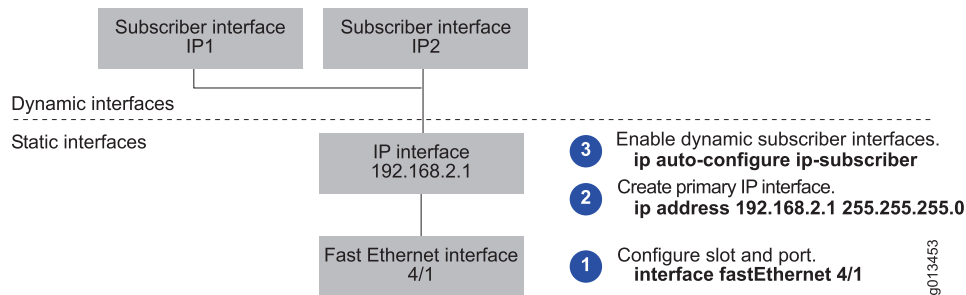 Subscriber interface
IP1
Subscriber interface
IP2
Dynamic interfaces
Static interfaces
IP interface
192.168.2.1
3
Enable dynamic subscriber interfaces.
ip auto-configure ip-subscriber
2
Create primary IP interface.
ip address 192.168.2.1 255.255.255.0
Fast Ethernet interface
4/1
1
Configure slot and port.
interface fastEthernet 4/1
g013453